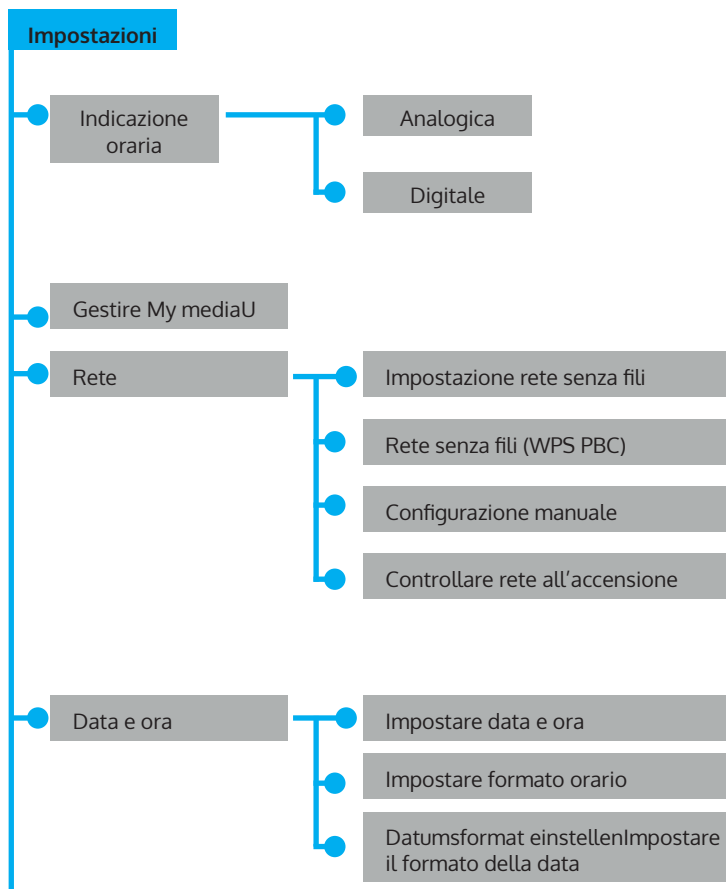 Impostazioni
Indicazione
oraria
Analogica
Digitale
Gestire My mediaU
Rete
Impostazione rete senza fili
Rete senza fili (WPS PBC)
Configurazione manuale
Controllare rete all’accensione
Data e ora
Impostare data e ora
Impostare formato orario
Datumsformat einstellenImpostare
il formato della data